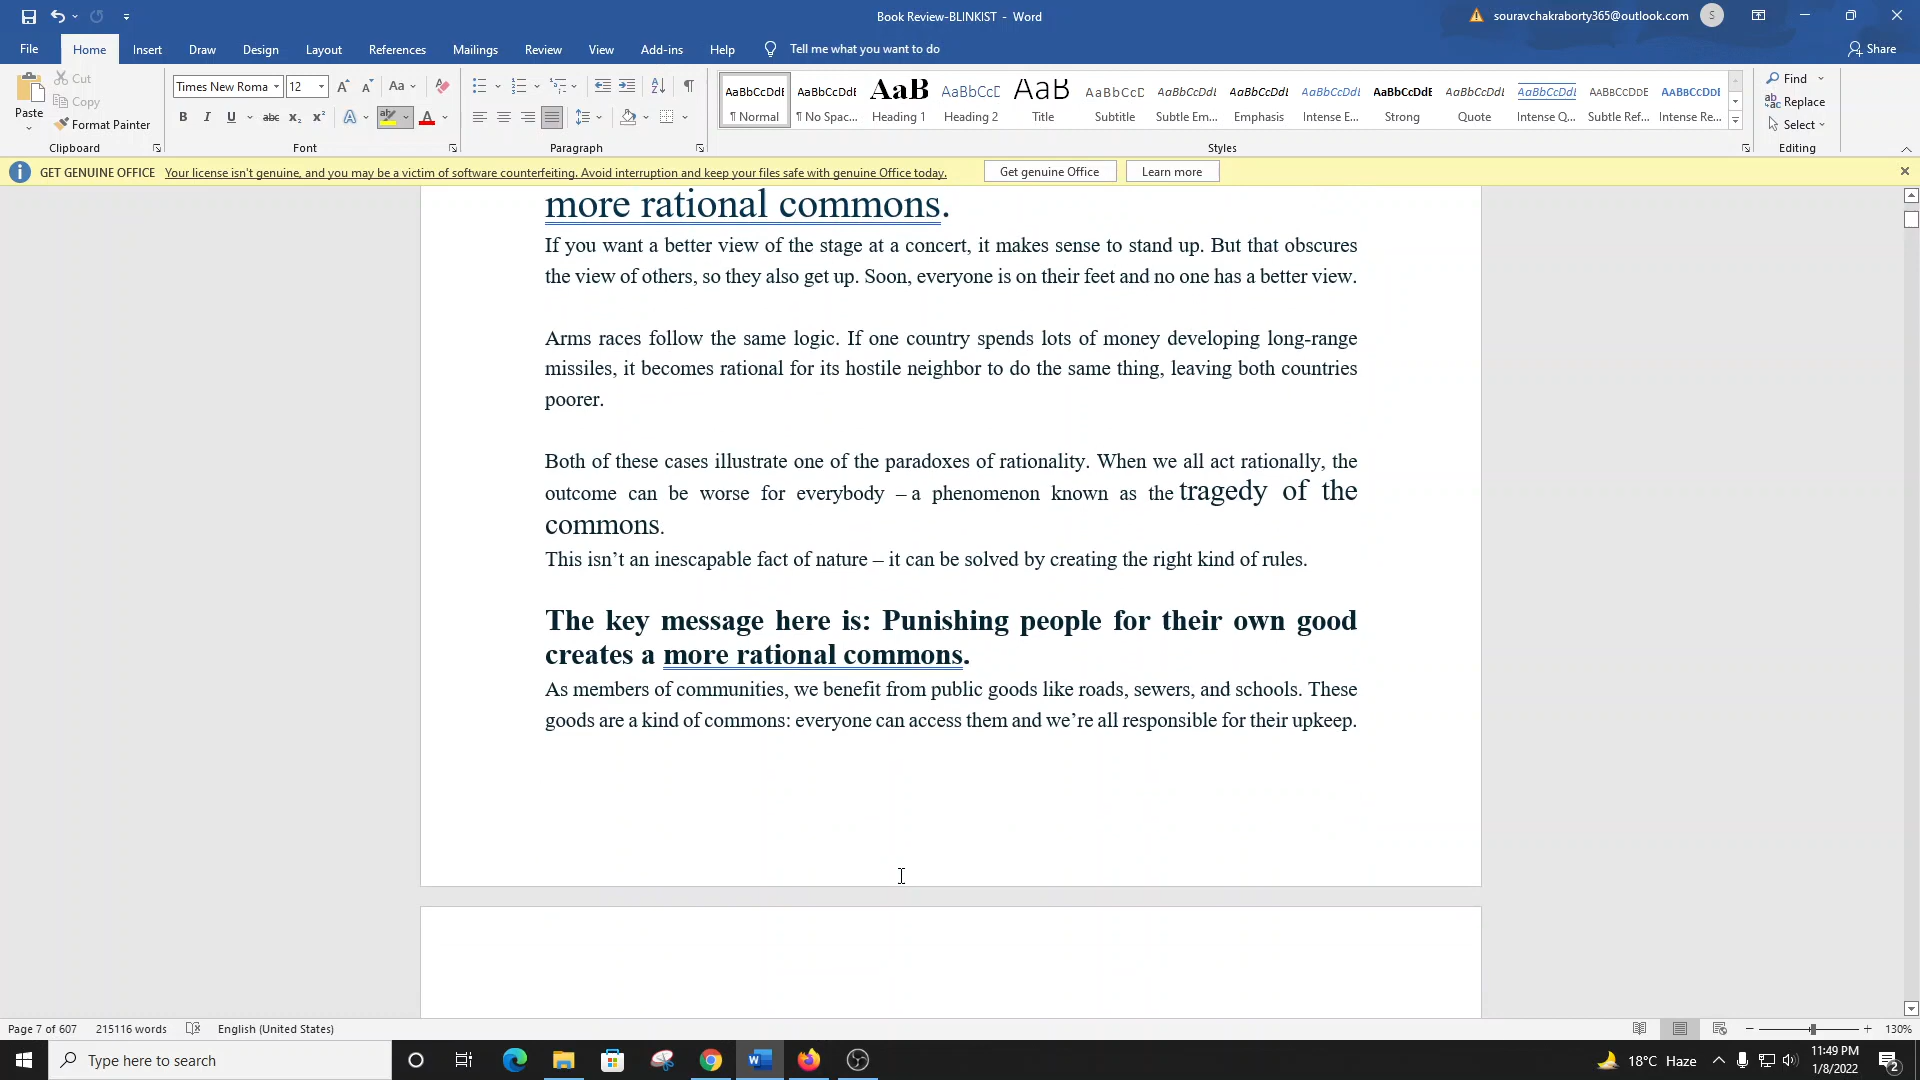 Book Review-BLINKIST - Word
souravchakraborty365@outlook.com
S
File Home Insert Draw Design Layout References Mailings Review View Add-ins Help Tell me what you want to do
Share
Paste
Cut
Copy
Format Painter
Clipboard
Times New Roma 12
Font
Paragraph
AaBbCcDdE AaBbCcDdE AaB AaBbCcD AaB AaBbCcD AaBbCcDdE AaBbCcDdE AaBbCcDdE AaBbCcDdE AaBbCcDdE AaBbCcDdE AABBCCDDE AABBCCDDE
¶ Normal ¶ No Spac... Heading 1 Heading 2 Title Subtitle Subtle Em... Emphasis Intense E... Strong Quote Intense Q... Subtle Ref... Intense Re...
Styles
Find
Replace
Select
Editing
GET GENUINE OFFICE Your license isn't genuine, and you may be a victim of software counterfeiting. Avoid interruption and keep your files safe with genuine Office today. Get genuine Office Learn more
more rational commons.
If you want a better view of the stage at a concert, it makes sense to stand up. But that obscures
the view of others, so they also get up. Soon, everyone is on their feet and no one has a better view.
Arms races follow the same logic. If one country spends lots of money developing long-range
missiles, it becomes rational for its hostile neighbor to do the same thing, leaving both countries
poorer.
Both of these cases illustrate one of the paradoxes of rationality. When we all act rationally, the
outcome can be worse for everybody – a phenomenon known as the tragedy of the
commons.
This isn’t an inescapable fact of nature – it can be solved by creating the right kind of rules.
The key message here is: Punishing people for their own good
creates a more rational commons.
As members of communities, we benefit from public goods like roads, sewers, and schools. These
goods are a kind of commons: everyone can access them and we’re all responsible for their upkeep.
Page 7 of 607 215116 words English (United States)
130%
Type here to search
18°C Haze
11:49 PM
1/8/2022
2